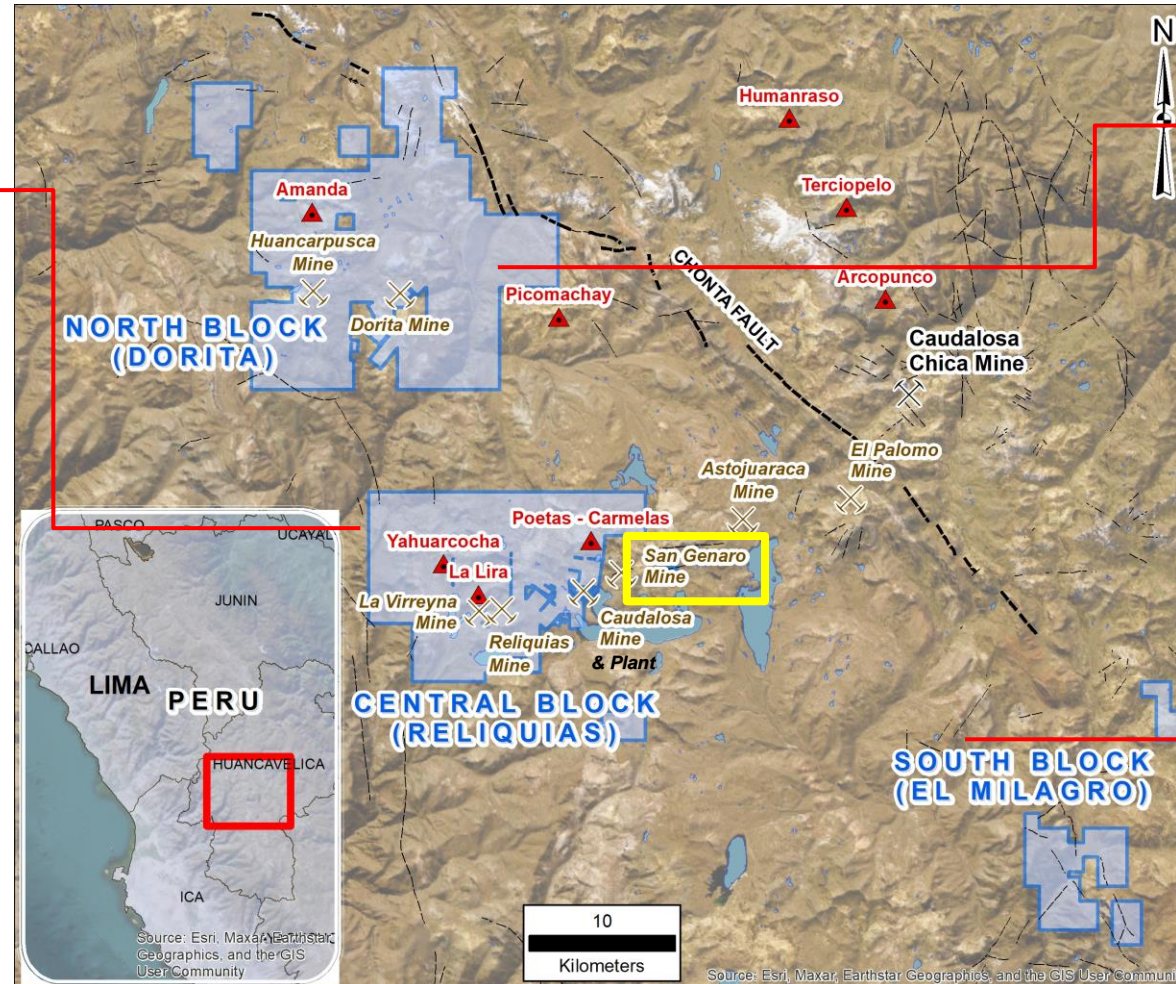 N
Humanraso
Terciopelo
Amanda
Huancarpusca
Mine
Arcopunco
CHONTA FAULT
Picomachay
Dorita Mine
NORTH BLOCK
(DORITA)
Caudalosa
Chica Mine
El Palomo
Mine
Astojuaraca
Mine
Poetas - Carmelas
Yahuarcocha
San Genaro
Mine
La Lira
La Virreyna
Mine
Reliquias
Mine
Caudalosa
Mine
& Plant
CENTRAL BLOCK
(RELIQUIAS)
SOUTH BLOCK
(EL MILAGRO)
PASCO
UCAYAL
JUNIN
CALLAO
LIMA
PERU
HUANCAVELICA
ICA
Source: Esri, Maxar, Earthstar
Geographics, and the GIS
User Community
10
Kilometers
Source: Esri, Maxar, Earthstar Geographics, and the GIS User Communi